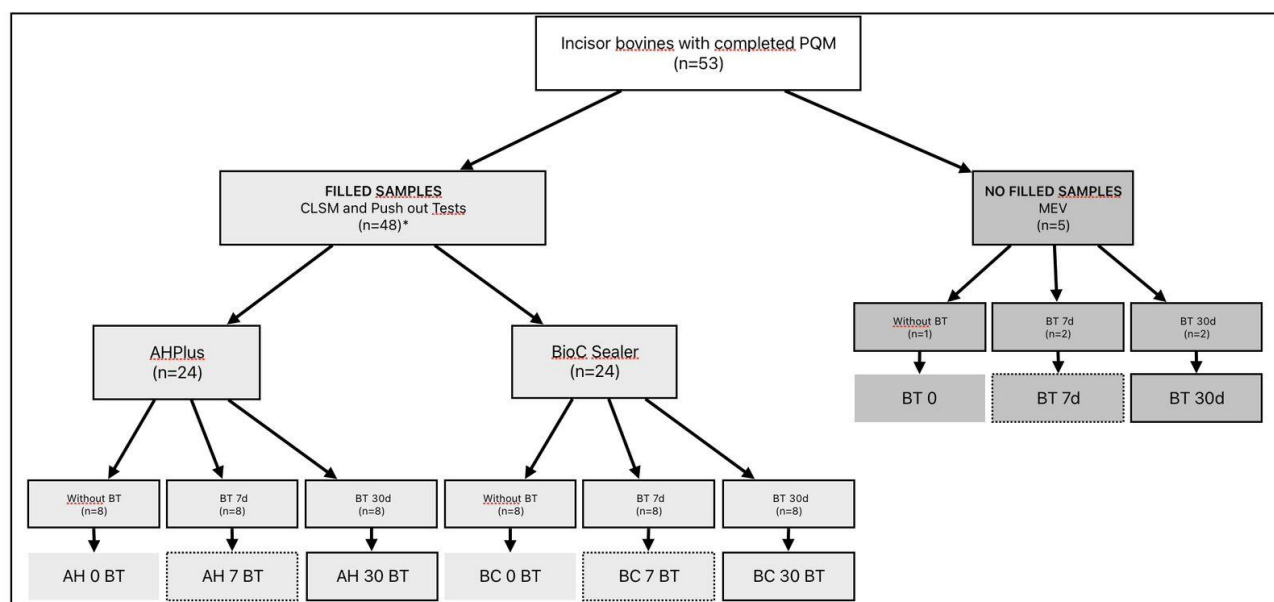 Incisor bovines with completed PQM
(n=53)
FILLED SAMPLES
CLSM and Push out Tests
(n=48)*
NO FILLED SAMPLES
MEV
(n=5)
Without BT
(n=1)
BT 7d
(n=2)
BT 30d
(n=2)
BT 0
BT 7d
BT 30d
AHPlus
(n=24)
BioC Sealer
(n=24)
Without BT
(n=8)
BT 7d
(n=8)
BT 30d
(n=8)
Without BT
(n=8)
BT 7d
(n=8)
BT 30d
(n=8)
AH 0 BT
AH 7 BT
AH 30 BT
BC 0 BT
BC 7 BT
BC 30 BT